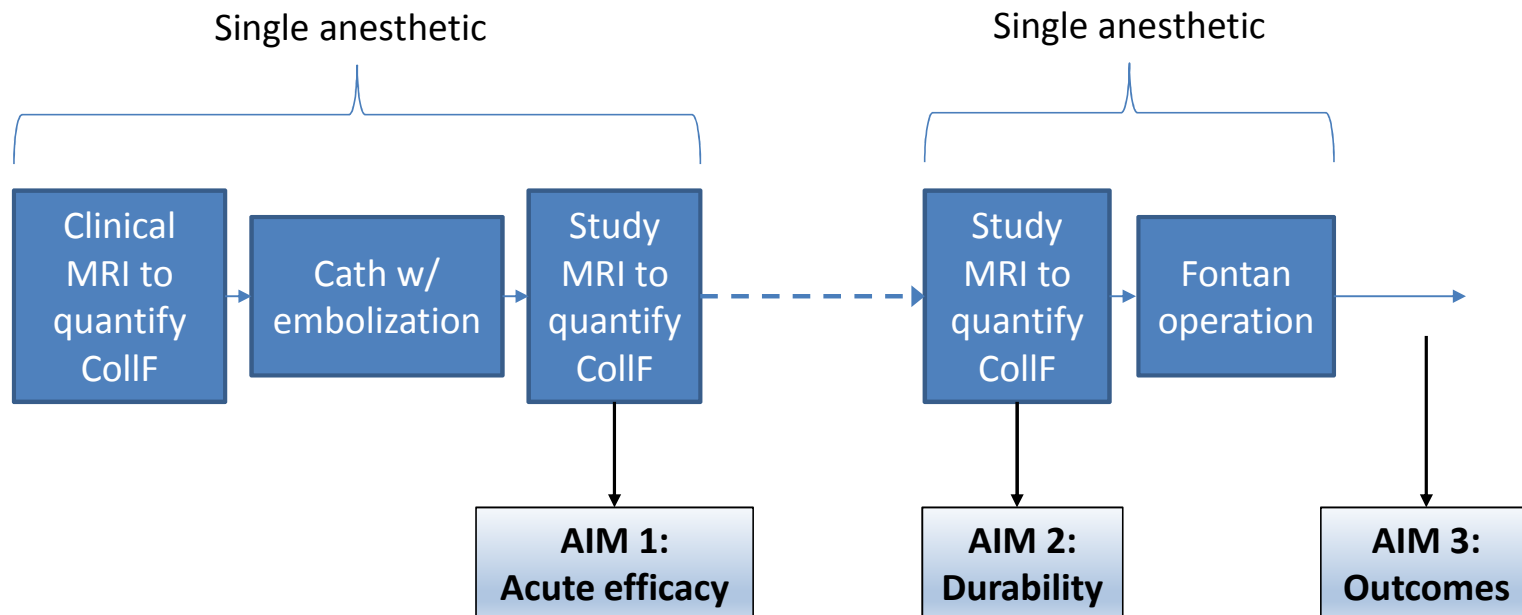 Single anesthetic
Single anesthetic
Clinical
MRI to
quantify
CollF
Cath w/
embolization
Study
MRI to
quantify
CollF
Study
MRI to
quantify
CollF
Fontan
operation
AIM 1:
Acute efficacy
AIM 2:
Durability
AIM 3:
Outcomes